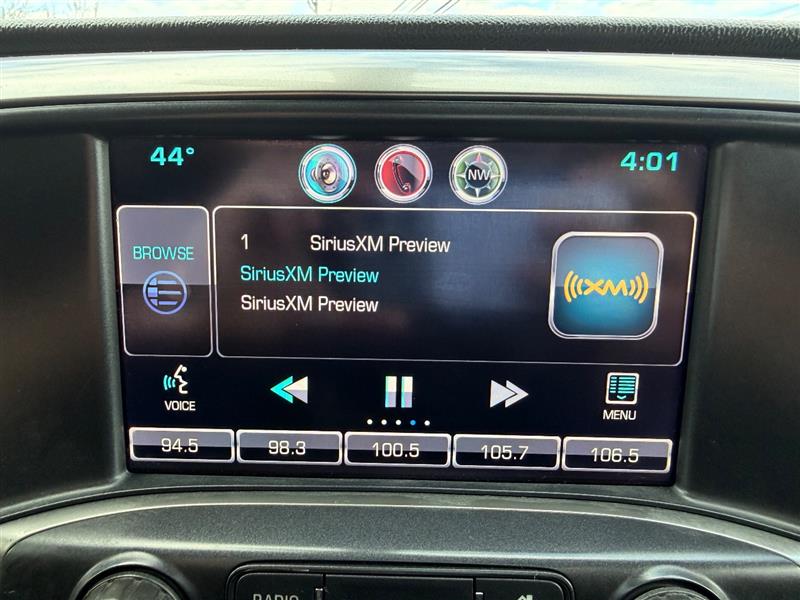 44° 4:01
NW
BROWSE
1 SiriusXM Preview
SiriusXM Preview
SiriusXM Preview
XM
VOICE
MENU
94.5 98.3 100.5 105.7 106.5
RADIO